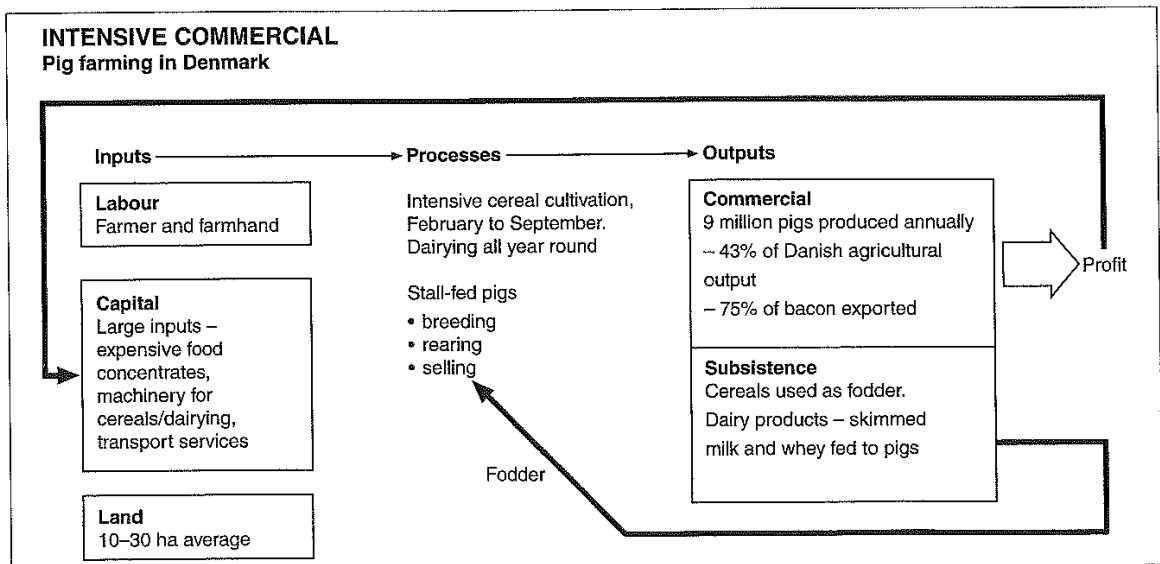 INTENSIVE COMMERCIAL
Pig farming in Denmark
Inputs
Labour
Farmer and farmhand
Capital
Large inputs –
expensive food
concentrates,
machinery for
cereals/dairying,
transport services
Land
10–30 ha average
Processes
Intensive cereal cultivation,
February to September.
Dairying all year round
Stall-fed pigs
• breeding
• rearing
• selling
Fodder
Outputs
Commercial
9 million pigs produced annually
– 43% of Danish agricultural
output
– 75% of bacon exported
Subsistence
Cereals used as fodder.
Dairy products – skimmed
milk and whey fed to pigs
Profit